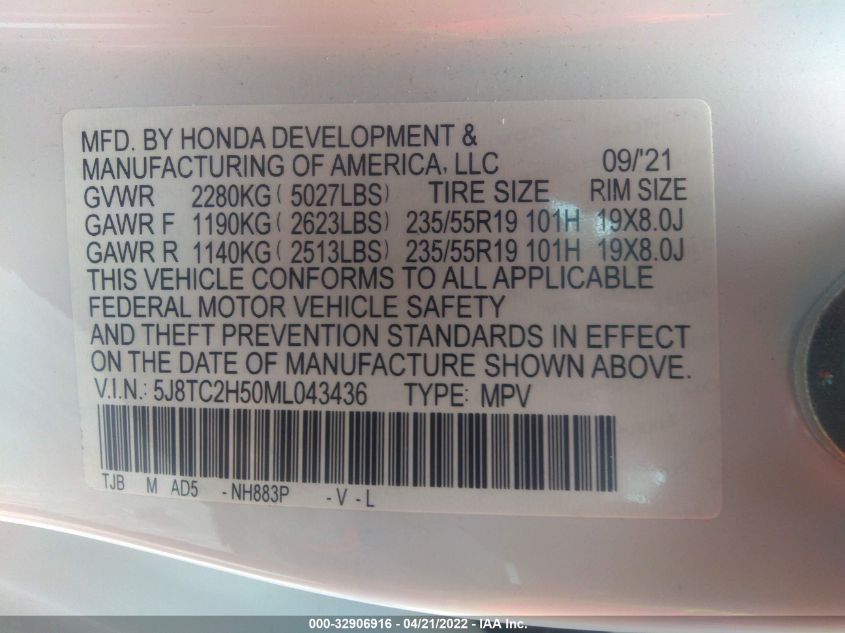 MFD. BY HONDA DEVELOPMENT &
MANUFACTURING OF AMERICA, LLC 09/'21
GVWR 2280KG ( 5027LBS) TIRE SIZE RIM SIZE
GAWR F 1190KG ( 2623LBS) 235/55R19 101H 19X8.0J
GAWR R 1140KG ( 2513LBS) 235/55R19 101H 19X8.0J
THIS VEHICLE CONFORMS TO ALL APPLICABLE
FEDERAL MOTOR VEHICLE SAFETY
AND THEFT PREVENTION STANDARDS IN EFFECT
ON THE DATE OF MANUFACTURE SHOWN ABOVE.
V.I.N.: 5J8TC2H50ML043436 TYPE: MPV
TJB M AD5 - NH883P - V - L
000-32906916 - 04/21/2022 - IAA Inc.